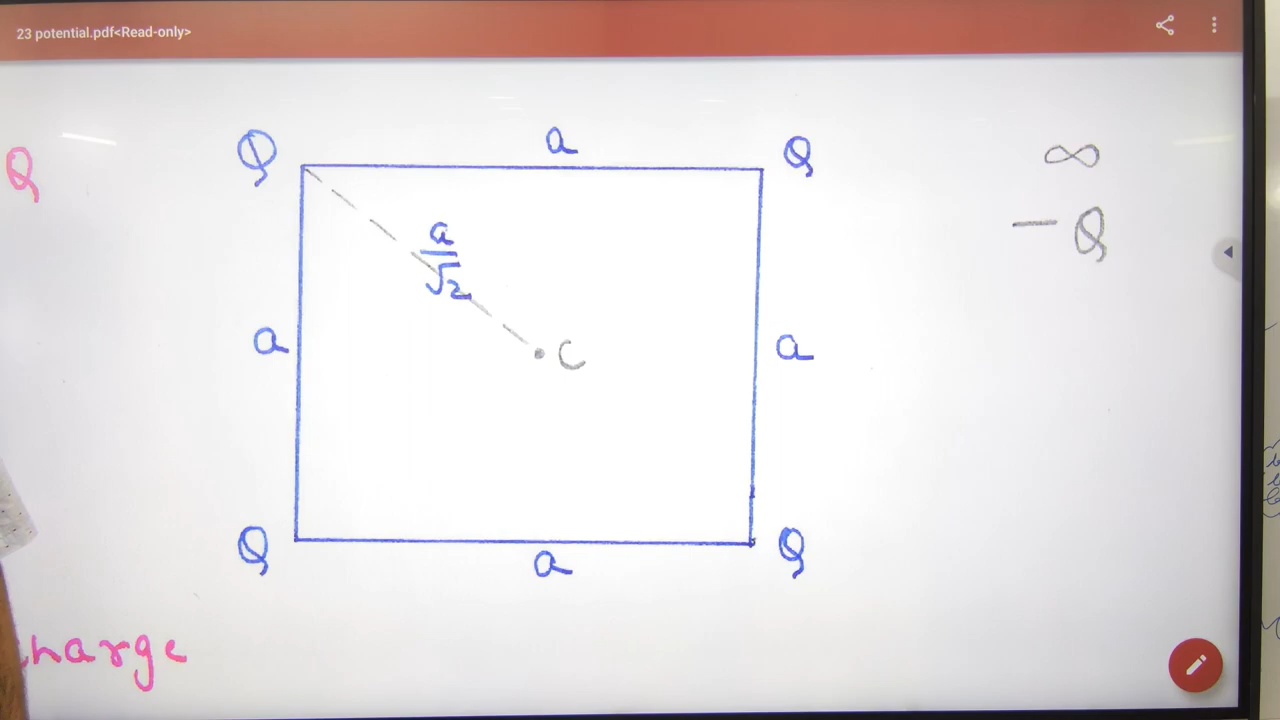 23 potential.pdf<Read-only>
Q
Q
a
Q
∞
- Q
a/√2
a
C
a
Q
a
Q
harge